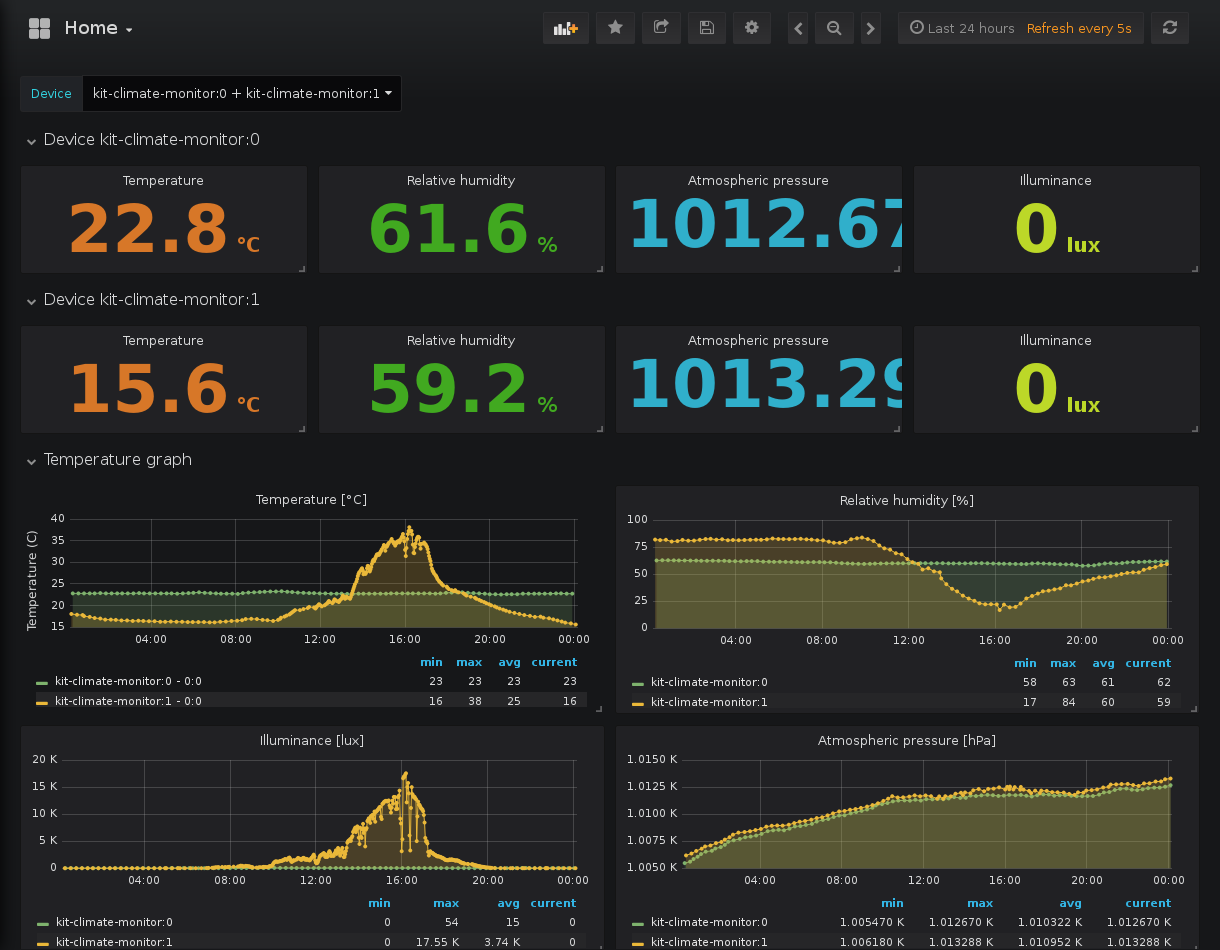 Home
Last 24 hours Refresh every 5s
Device kit-climate-monitor:0 + kit-climate-monitor:1
Device kit-climate-monitor:0
Temperature
22.8 °C
Relative humidity
61.6 %
Atmospheric pressure
1012.67
Illuminance
0 lux
Device kit-climate-monitor:1
Temperature
15.6 °C
Relative humidity
59.2 %
Atmospheric pressure
1013.29
Illuminance
0 lux
Temperature graph
Temperature [°C]
Temperature (C)
40
35
30
25
20
15
04:00 08:00 12:00 16:00 20:00 00:00
min max avg current
kit-climate-monitor:0 - 0:0 23 23 23 23
kit-climate-monitor:1 - 0:0 16 38 25 16
Relative humidity [%]
100
75
50
25
0
04:00 08:00 12:00 16:00 20:00 00:00
min max avg current
kit-climate-monitor:0 58 63 61 62
kit-climate-monitor:1 17 84 60 59
Illuminance [lux]
20 K
15 K
10 K
5 K
0
04:00 08:00 12:00 16:00 20:00 00:00
min max avg current
kit-climate-monitor:0 0 54 15 0
kit-climate-monitor:1 0 17.55 K 3.74 K 0
Atmospheric pressure [hPa]
1.0150 K
1.0125 K
1.0100 K
1.0075 K
1.0050 K
04:00 08:00 12:00 16:00 20:00 00:00
min max avg current
kit-climate-monitor:0 1.005470 K 1.012670 K 1.010322 K 1.012670 K
kit-climate-monitor:1 1.006180 K 1.013288 K 1.010952 K 1.013288 K